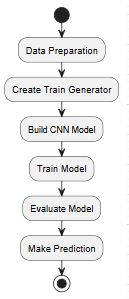 Data Preparation
Create Train Generator
Build CNN Model
Train Model
Evaluate Model
Make Prediction